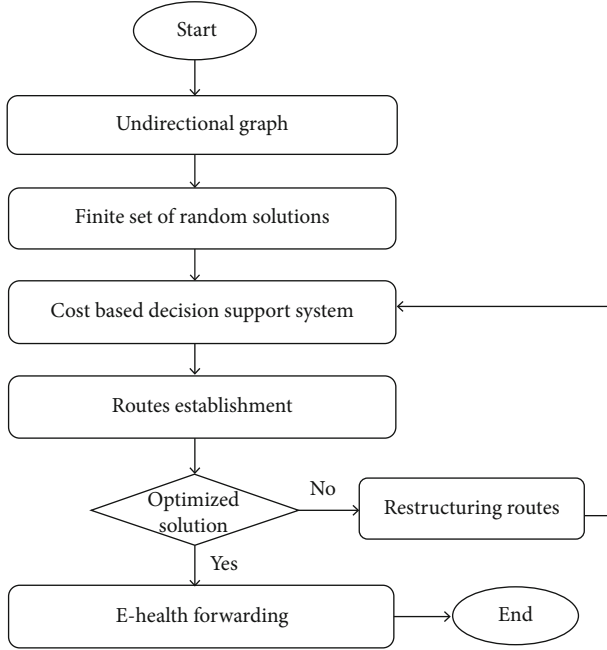 Start
Undirectional graph
Finite set of random solutions
Cost based decision support system
Routes establishment
Optimized
solution
No
Restructuring routes
Yes
E-health forwarding
End